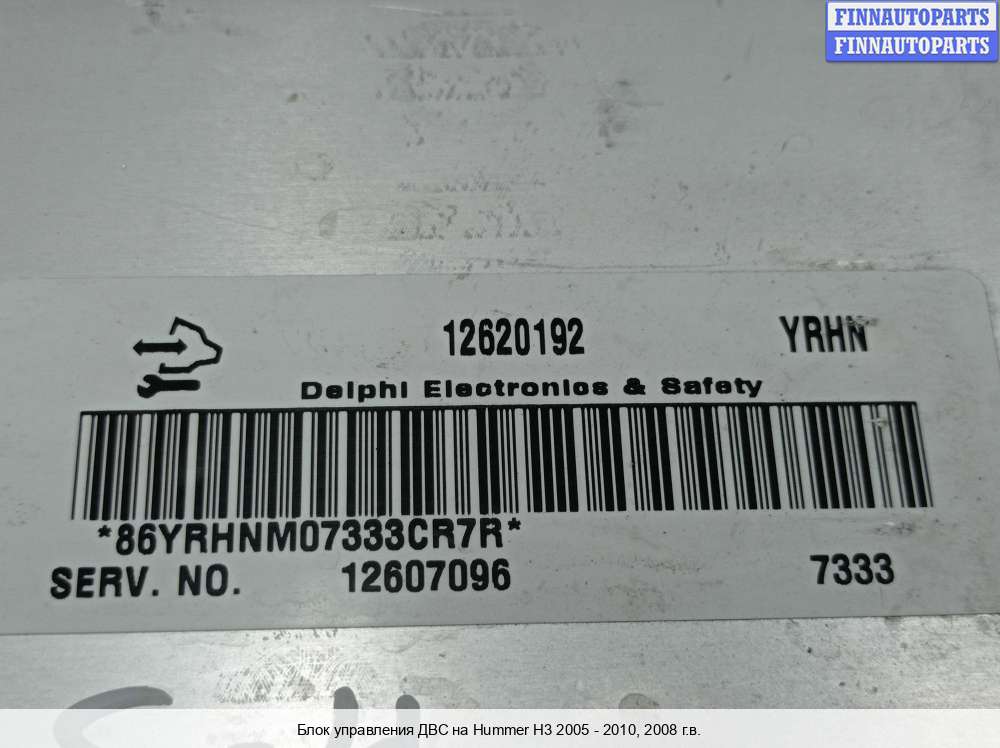 FINNAUTOPARTS
FINNAUTOPARTS
12620192 YRHN
Delphi Electronics & Safety
*86YRHNM07333CR7R*
SERV. NO. 12607096 7333
Блок управления ДВС на Hummer H3 2005 - 2010, 2008 г.в.